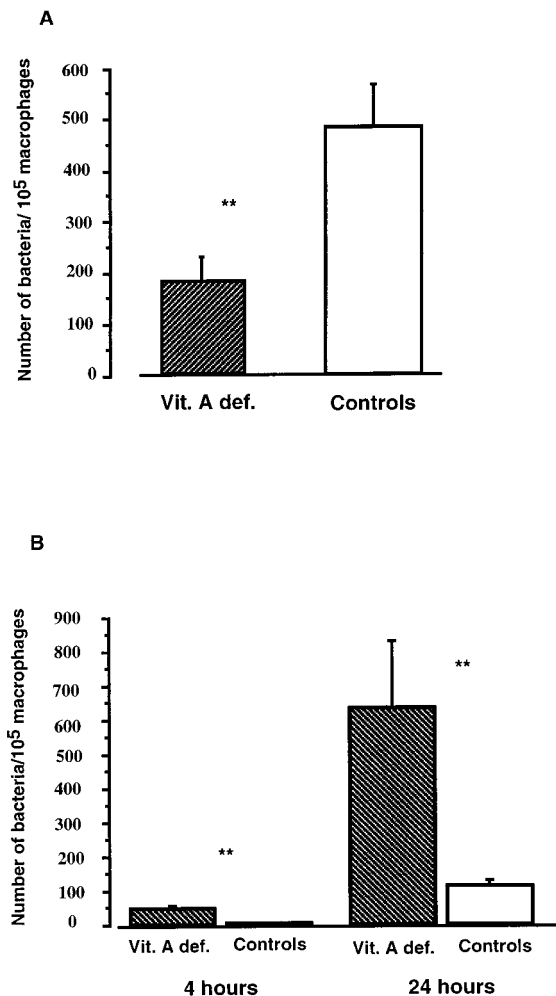 A
Number of bacteria/ 10⁵ macrophages
600
500
400
300
200
100
0
**
Vit. A def. Controls
B
Number of bacteria/10⁵ macrophages
900
800
700
600
500
400
300
200
100
0
**
**
Vit. A def. Controls Vit. A def. Controls
4 hours 24 hours